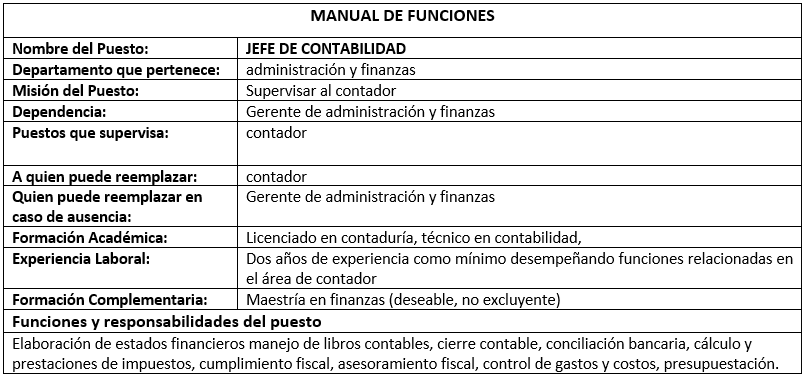 MANUAL DE FUNCIONES
Nombre del Puesto: JEFE DE CONTABILIDAD
Departamento que pertenece: administración y finanzas
Misión del Puesto: Supervisar al contador
Dependencia: Gerente de administración y finanzas
Puestos que supervisa: contador
A quien puede reemplazar: contador
Quien puede reemplazar en Gerente de administración y finanzas
caso de ausencia:
Formación Académica: Licenciado en contaduría, técnico en contabilidad,
Experiencia Laboral: Dos años de experiencia como mínimo desempeñando funciones relacionadas en
el área de contador
Formación Complementaria: Maestría en finanzas (deseable, no excluyente)
Funciones y responsabilidades del puesto
Elaboración de estados financieros manejo de libros contables, cierre contable, conciliación bancaria, cálculo y
prestaciones de impuestos, cumplimiento fiscal, asesoramiento fiscal, control de gastos y costos, presupuestación.